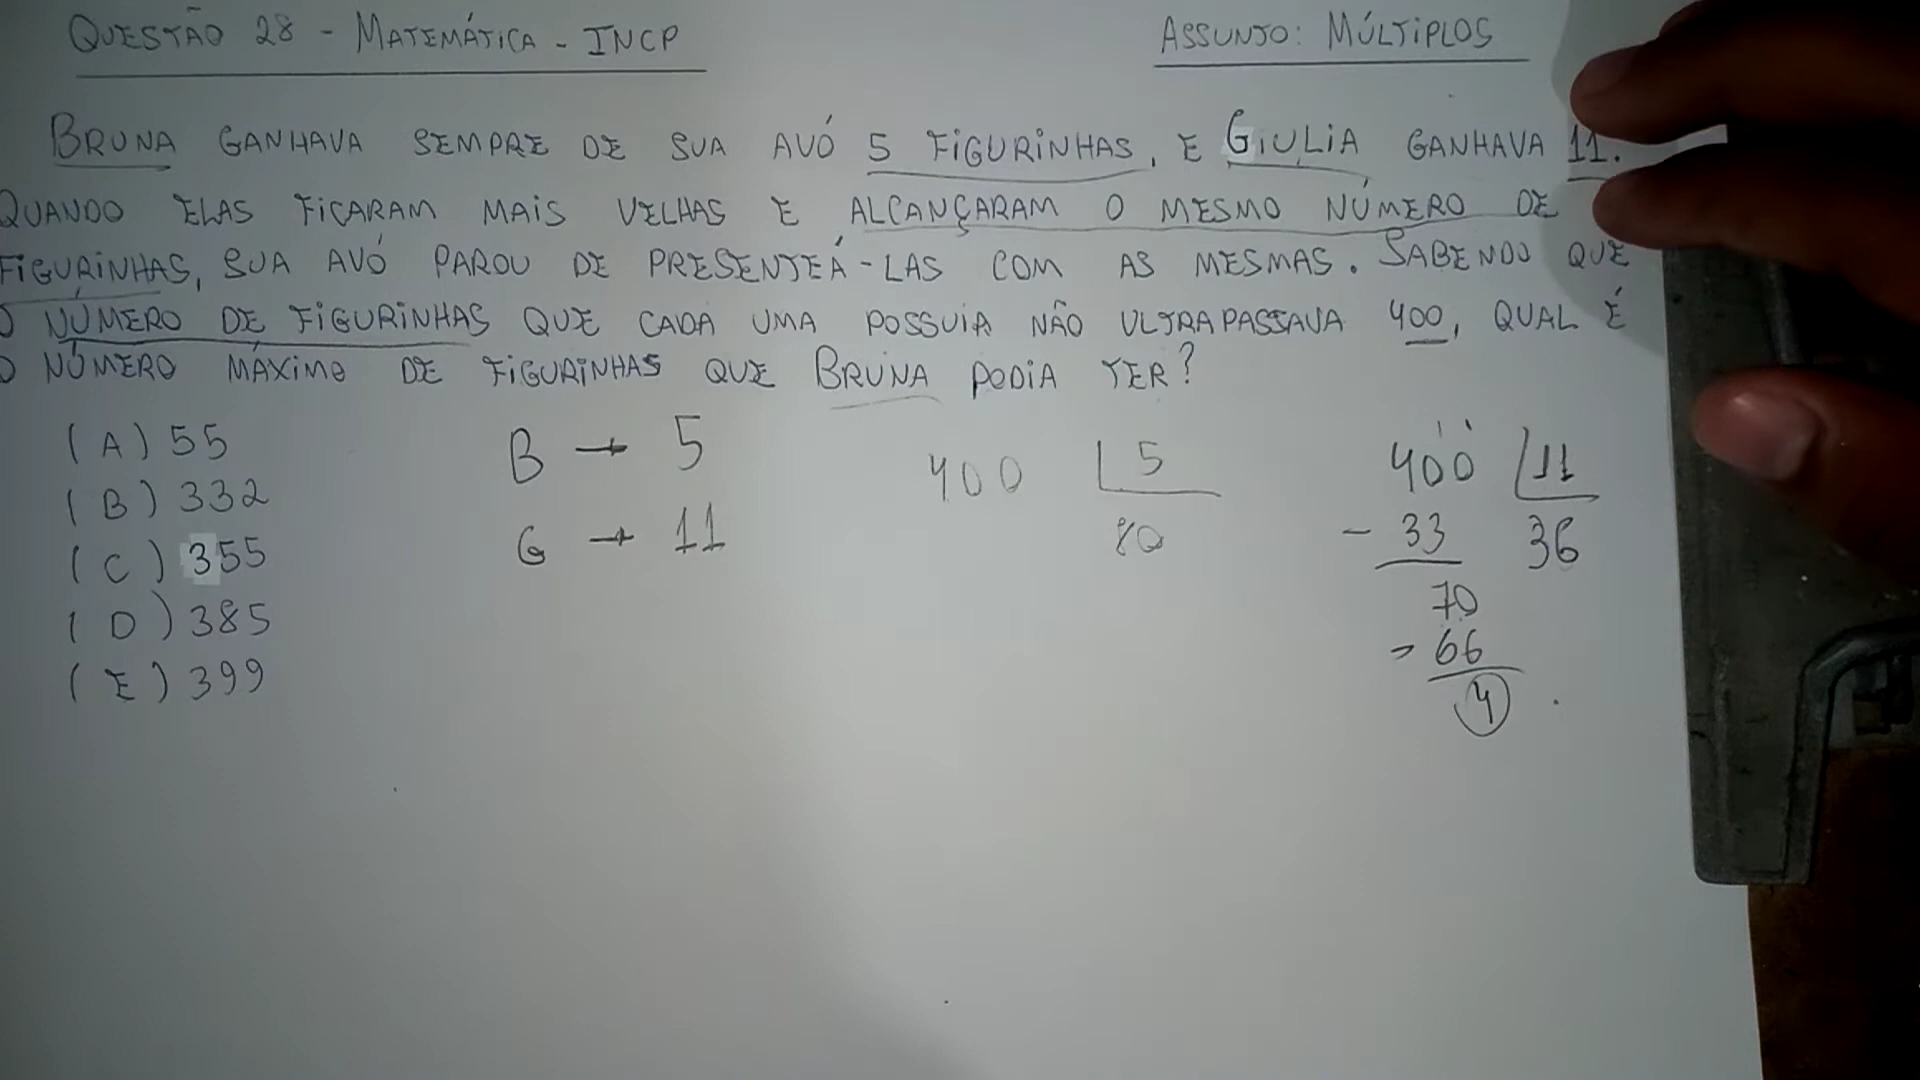 QUESTÃO 28 - MATEMÁTICA - INCP
ASSUNTO: MÚLTIPLOS
BRUNA GANHAVA SEMPRE DE SUA AVÓ 5 FIGURINHAS, E GIULIA GANHAVA 11.
QUANDO ELAS FICARAM MAIS VELHAS E ALCANÇARAM O MESMO NÚMERO DE
FIGURINHAS, SUA AVÓ PAROU DE PRESENTEÁ-LAS COM AS MESMAS. SABENDO QUE
O NÚMERO DE FIGURINHAS QUE CADA UMA POSSUIA NÃO ULTRAPASSAVA 400, QUAL É
O NÚMERO MÁXIMO DE FIGURINHAS QUE BRUNA PODIA TER?
(A) 55
(B) 332
(C) 355
(D) 385
(E) 399
B → 5
G → 11
400 5
80
400 11
- 33 36
70
- 66
4